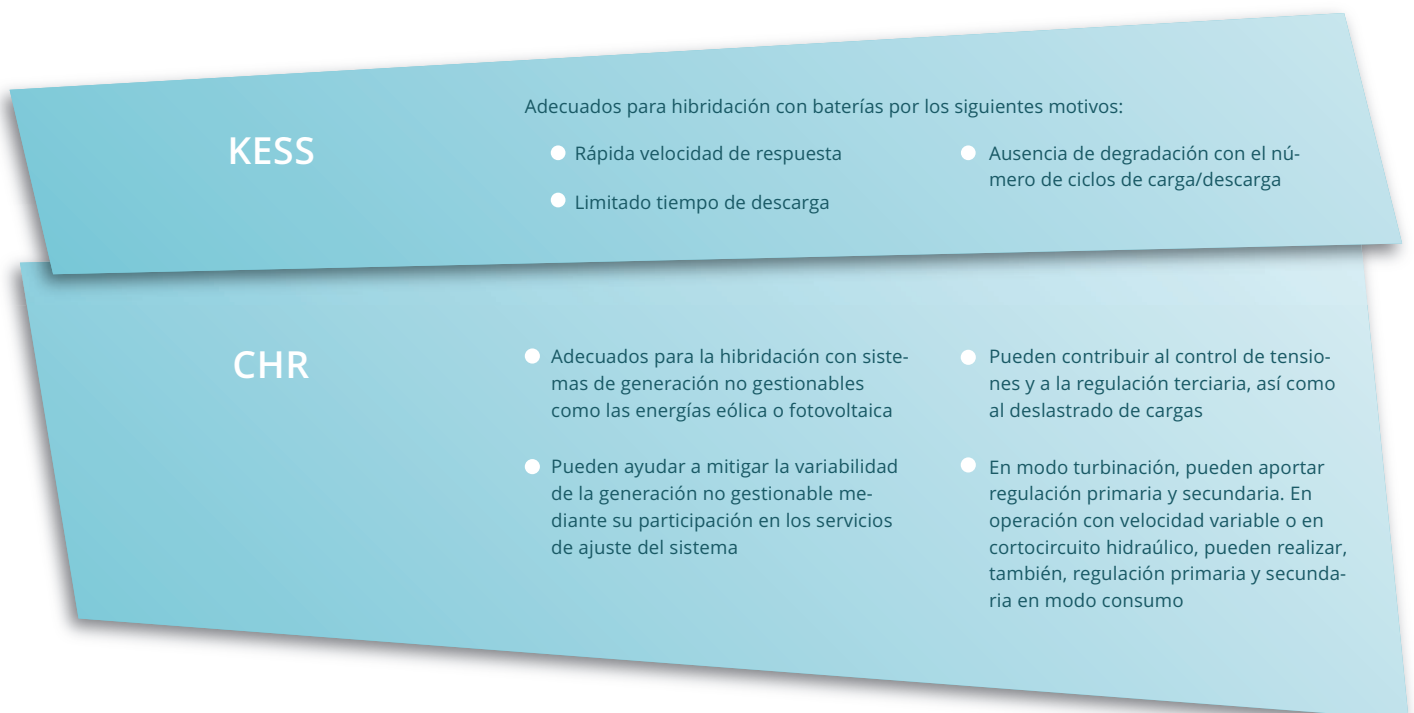 KESS
Adecuados para hibridación con baterías por los siguientes motivos:
Rápida velocidad de respuesta
Limitado tiempo de descarga
Ausencia de degradación con el nú-
mero de ciclos de carga/descarga
CHR
Adecuados para la hibridación con siste-
mas de generación no gestionables
como las energías eólica o fotovoltaica
Pueden ayudar a mitigar la variabilidad
de la generación no gestionable me-
diante su participación en los servicios
de ajuste del sistema
Pueden contribuir al control de tensio-
nes y a la regulación terciaria, así como
al deslastrado de cargas
En modo turbinación, pueden aportar
regulación primaria y secundaria. En
operación con velocidad variable o en
cortocircuito hidraúlico, pueden realizar,
también, regulación primaria y secunda-
ria en modo consumo